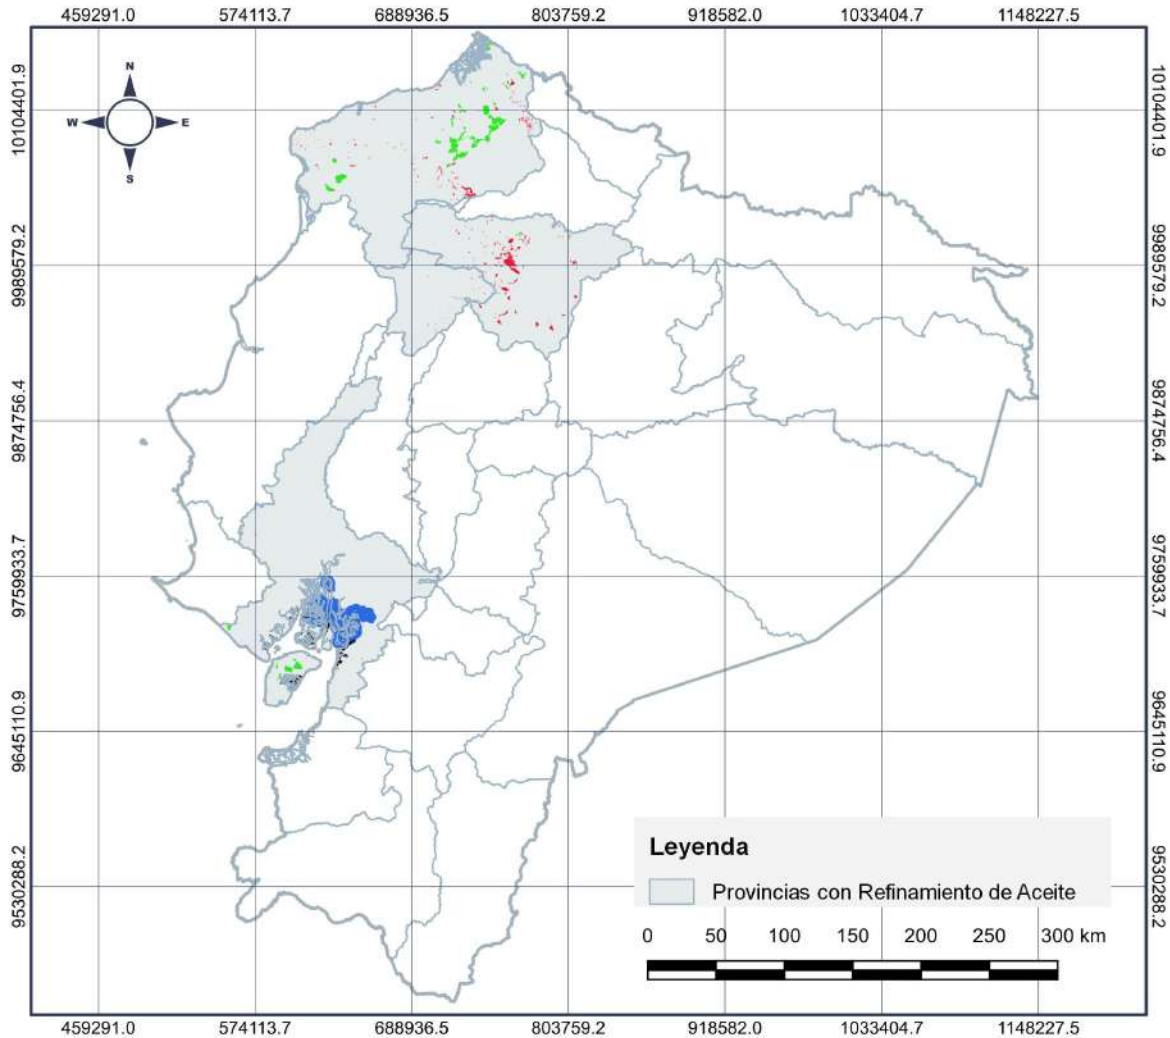 459291.0 574113.7 688936.5 803759.2 918582.0 1033404.7 1148227.5
N
W E
S
10104401.9 10104401.9
9989579.2 9989579.2
9874756.4 9874756.4
9759933.7 9759933.7
9645110.9 9645110.9
9530288.2 9530288.2
Leyenda
Provincias con Refinamiento de Aceite
0 50 100 150 200 250 300 km
459291.0 574113.7 688936.5 803759.2 918582.0 1033404.7 1148227.5